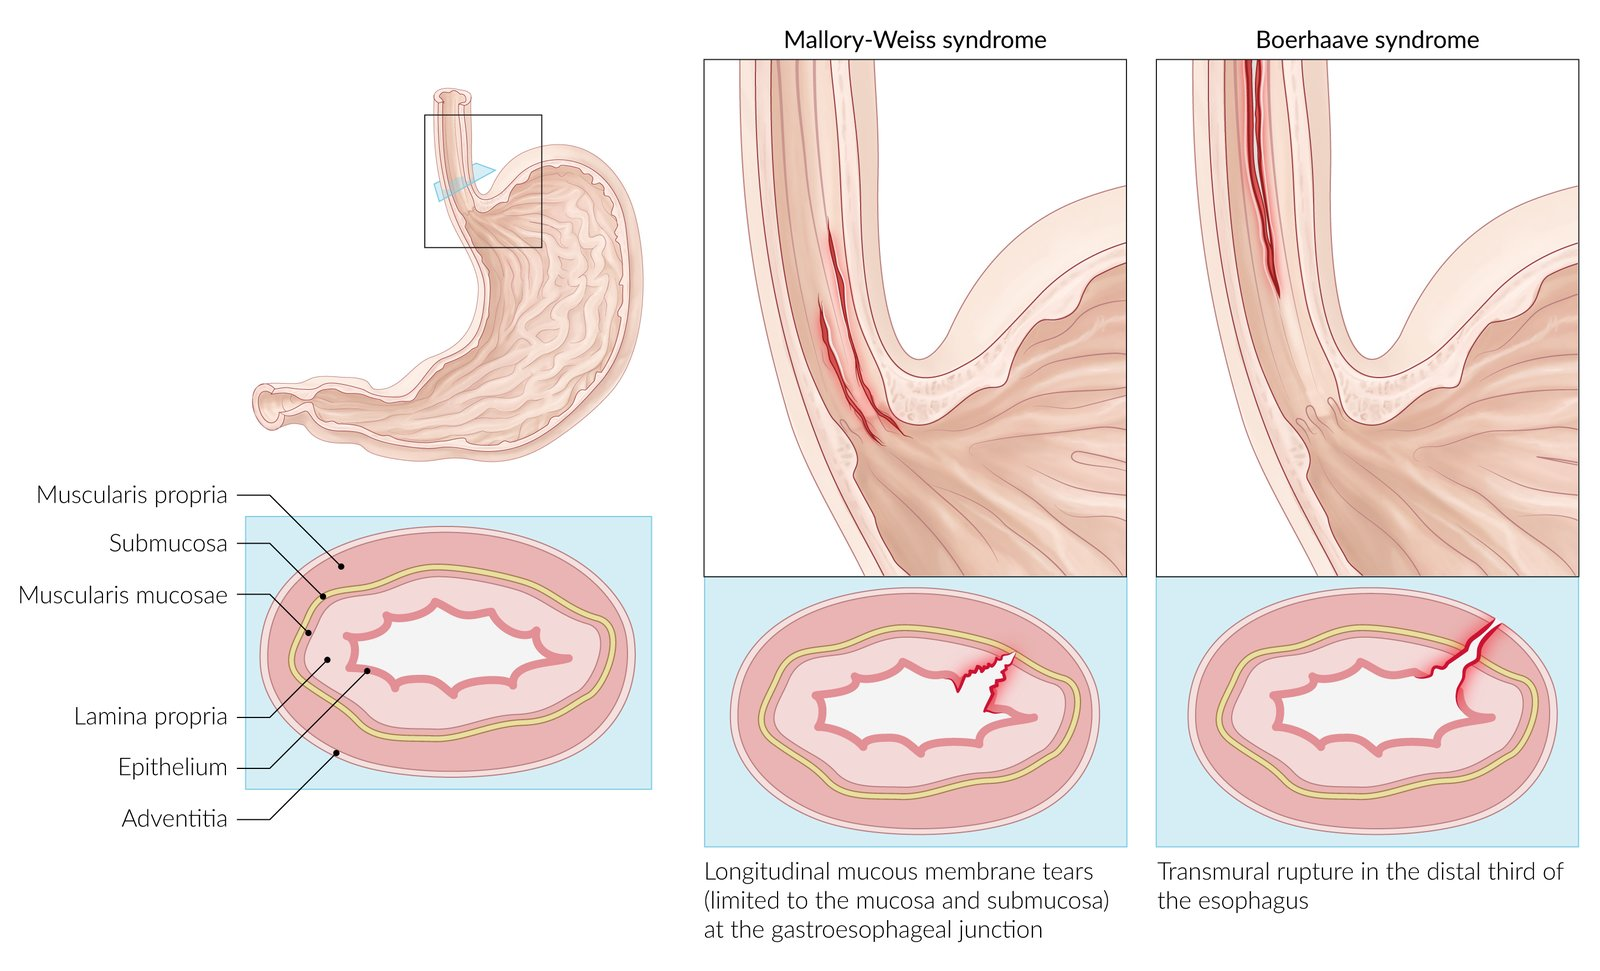 Mallory-Weiss syndrome
Boerhaave syndrome
Muscularis propria
Submucosa
Muscularis mucosae
Lamina propria
Epithelium
Adventitia
Longitudinal mucous membrane tears
(limited to the mucosa and submucosa)
at the gastroesophageal junction
Transmural rupture in the distal third of
the esophagus